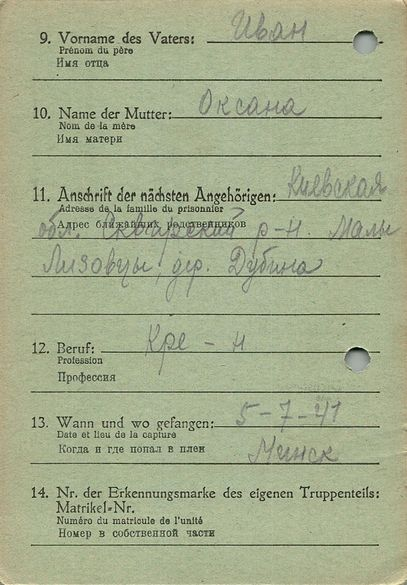 9. Vorname des Vaters: Иван
Prénom du père
Имя отца
10. Name der Mutter: Оксана
Nom de la mère
Имя матери
11. Anschrift der nächsten Angehörigen: Киевская
Adresse de la famille du prisonnier
Адрес ближайших родственников
обл. Сквирский р-н. Малы
Лизовцы, дер. Дубина
12. Beruf: Кре - н
Profession
Профессия
13. Wann und wo gefangen: 5-7-41
Date et lieu de la capture
Когда и где попал в плен
Минск
14. Nr. der Erkennungsmarke des eigenen Truppenteils:
Matrikel-Nr.
Numéro du matricule de l'unité
Номер в собственной части